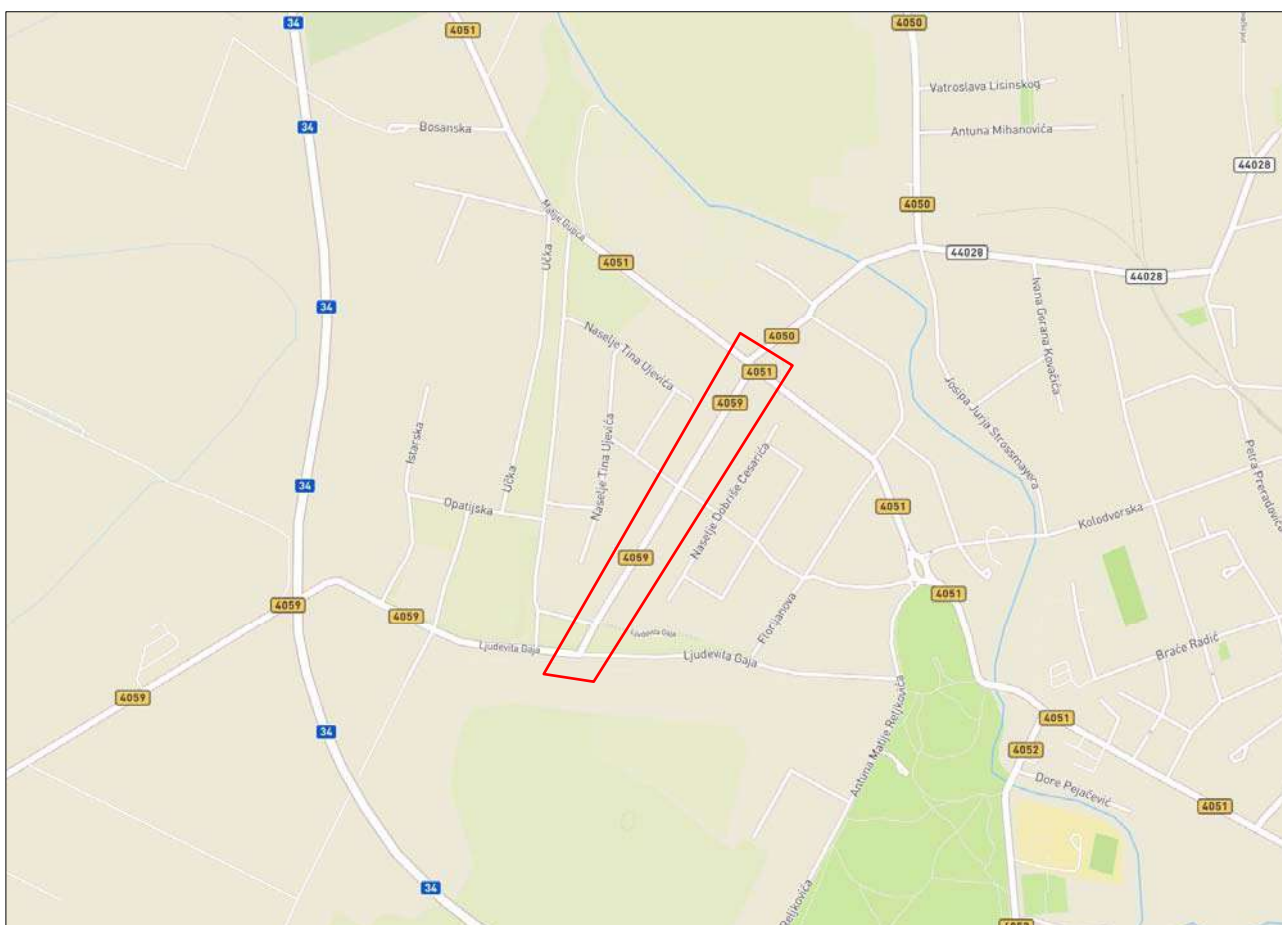 34
4051
4050
Vatroslava Lisinskog
Bosanska
34
Antuna Mihanovića
44028
4050
Matije Gupca
Učka
4051
44028
44028
34
Ivana Gorana Kovačića
4050
Naselje Tina Ujevića
4051
4059
Josipa Jurja Strossmayera
Istarska
Naselje Tina Ujevića
Naselje Dobriše Cesarića
Petra Preradovića
Učka
34
Opatijska
4051
Kolodvorska
4059
4059
4059
4051
Florijanova
Ljudevita Gaja
Ljudevita Gaja
Ljudevita Gaja
Braće Radić
4059
Antuna Matije Reljkovića
4051
34
4052
Dore Pejačević
4051
34
Reljkovića